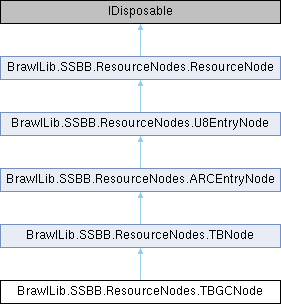 IDisposable
BrawlLib.SSBB.ResourceNodes.ResourceNode
BrawlLib.SSBB.ResourceNodes.U8EntryNode
BrawlLib.SSBB.ResourceNodes.ARCEntryNode
BrawlLib.SSBB.ResourceNodes.TBNode
BrawlLib.SSBB.ResourceNodes.TBGCNode